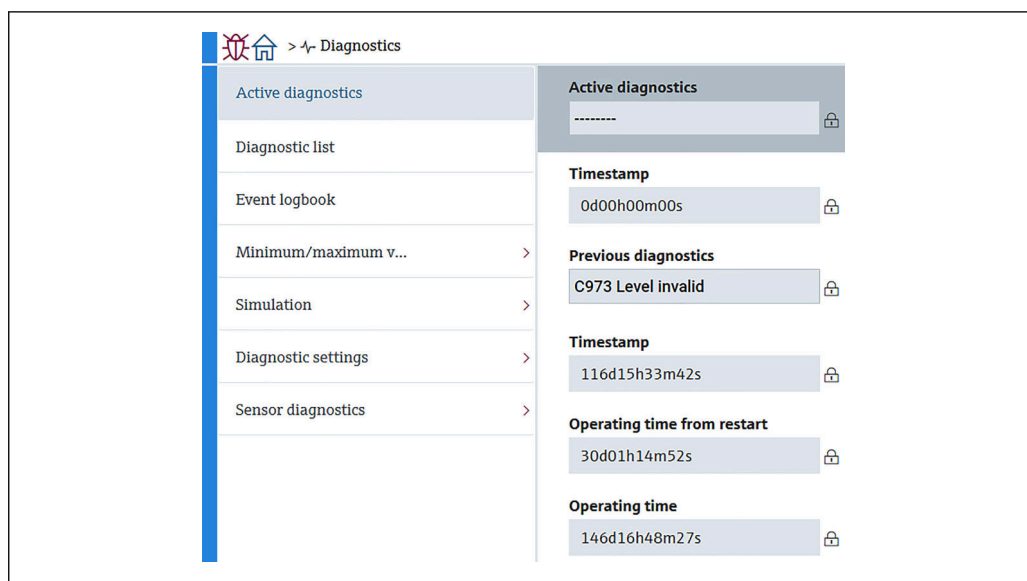 > Diagnostics
Active diagnostics
Diagnostic list
Event logbook
Minimum/maximum v...
Simulation
Diagnostic settings
Sensor diagnostics
Active diagnostics
--------
Timestamp
0d00h00m00s
Previous diagnostics
C973 Level invalid
Timestamp
116d15h33m42s
Operating time from restart
30d01h14m52s
Operating time
146d16h48m27s